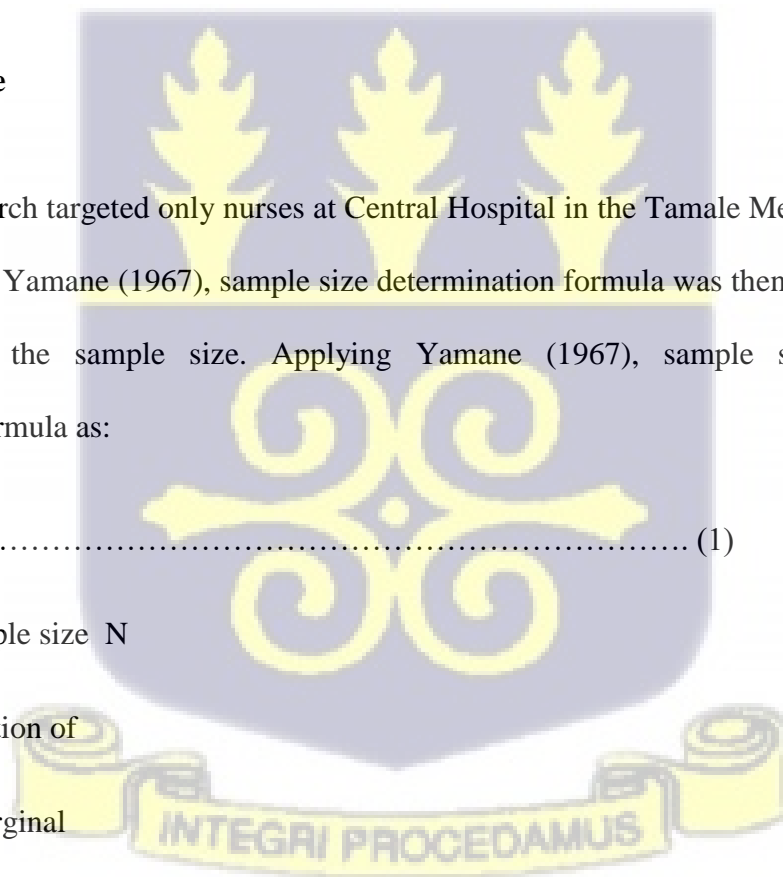 e
rch targeted only nurses at Central Hospital in the Tamale Me
Yamane (1967), sample size determination formula was then
the sample size. Applying Yamane (1967), sample s
rmula as:
…………………………………………………………………. (1)
ple size N
tion of
rginal
INTEGRI PROCEDAMUS